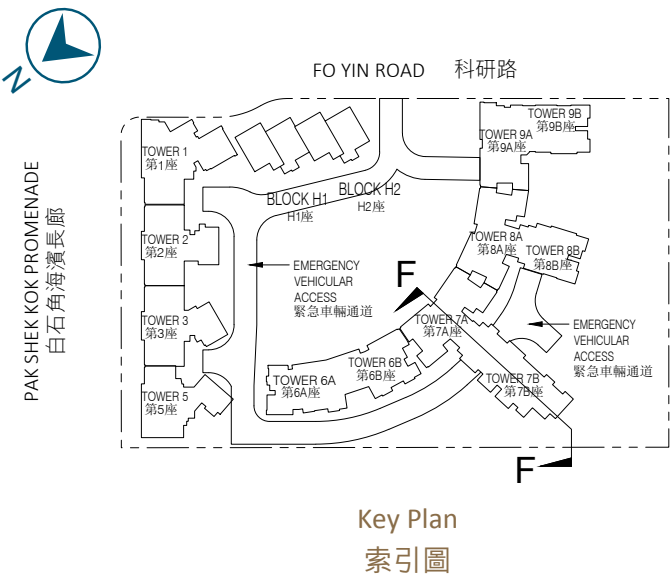 N
FO YIN ROAD 科研路
PAK SHEK KOK PROMENADE
白石角海濱長廊
TOWER 1
第1座
BLOCK H1
H1座
BLOCK H2
H2座
TOWER 9B
第9B座
TOWER 9A
第9A座
TOWER 2
第2座
TOWER 8A
第8A座
TOWER 8B
第8B座
EMERGENCY
VEHICULAR
ACCESS
緊急車輛通道
F
TOWER 3
第3座
TOWER 7A
第7A座
EMERGENCY
VEHICULAR
ACCESS
緊急車輛通道
TOWER 6B
第6B座
TOWER 6A
第6A座
TOWER 7B
第7B座
TOWER 5
第5座
F
Key Plan
索引圖